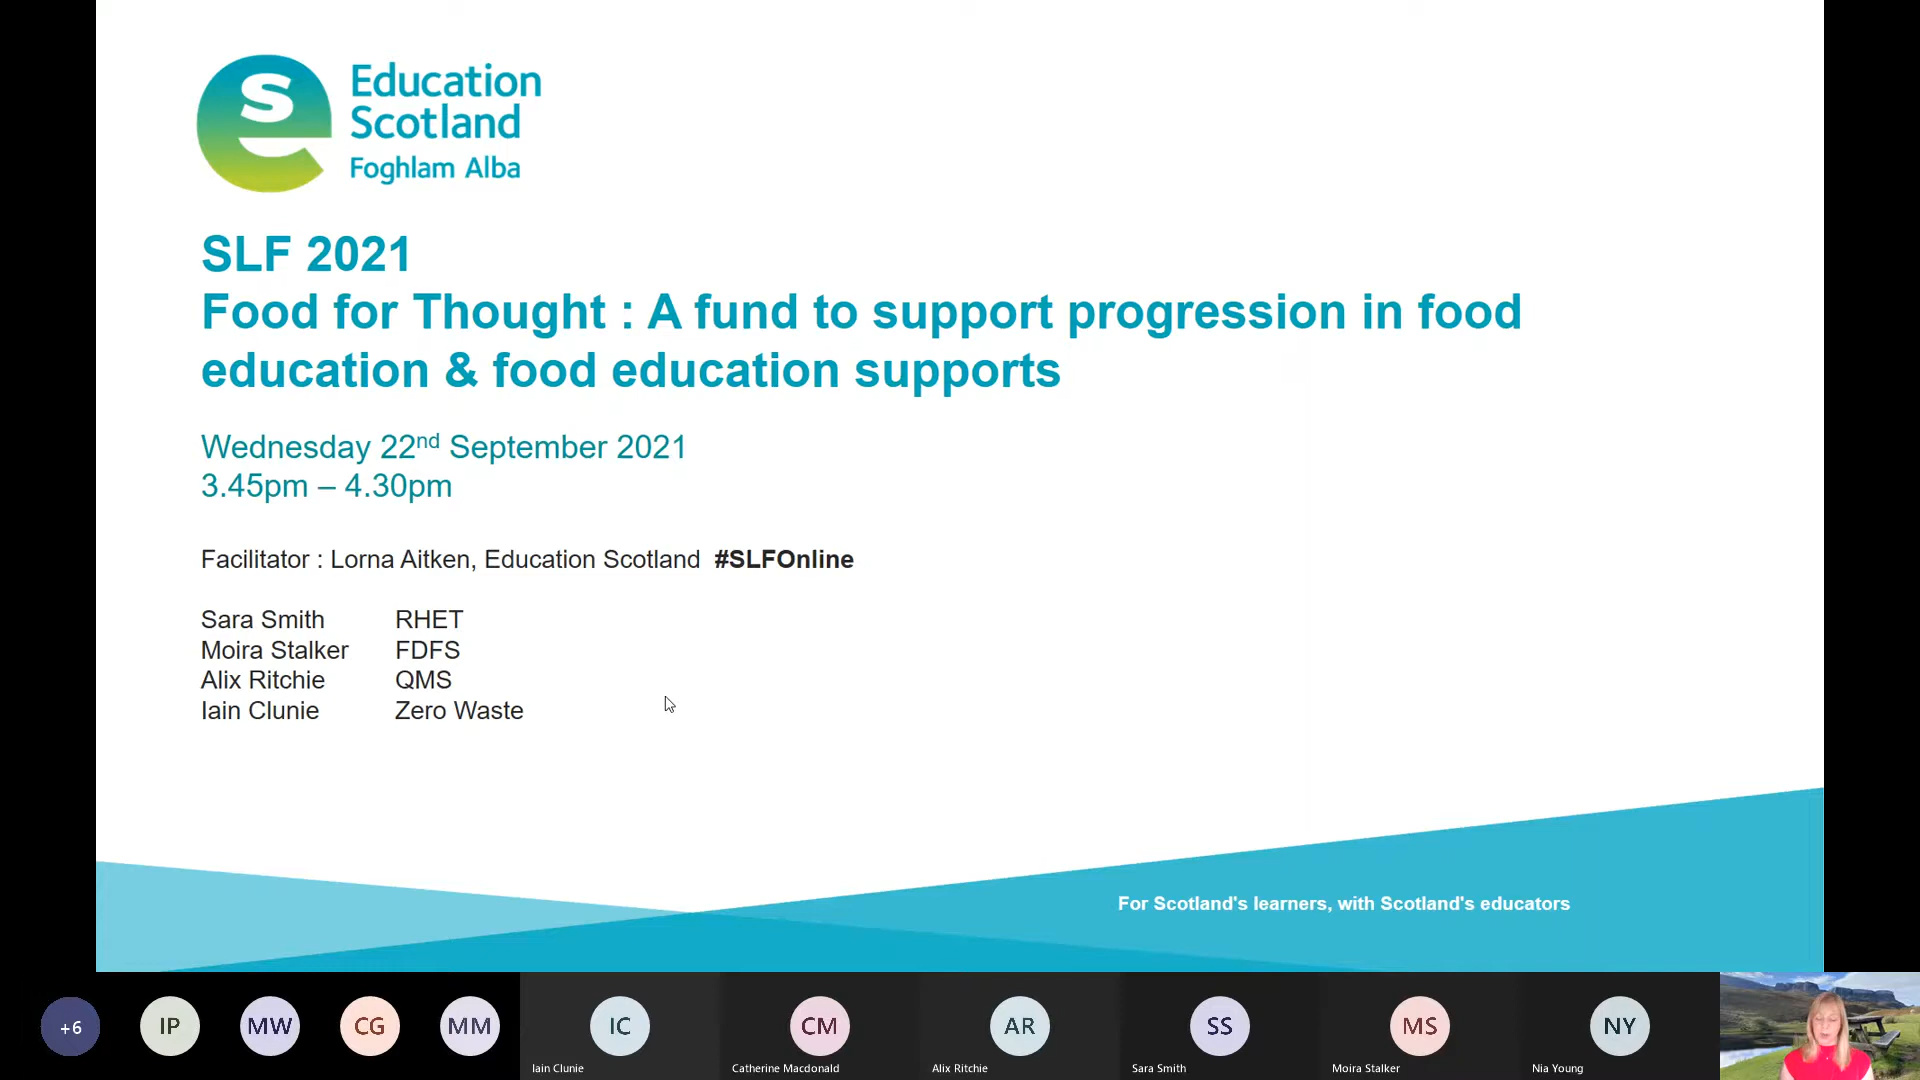 Education
Scotland
Foghlam Alba
SLF 2021
Food for Thought : A fund to support progression in food
education & food education supports
Wednesday 22nd September 2021
3.45pm – 4.30pm
Facilitator : Lorna Aitken, Education Scotland #SLFOnline
Sara Smith RHET
Moira Stalker FDFS
Alix Ritchie QMS
Iain Clunie Zero Waste
For Scotland's learners, with Scotland's educators
+6 IP MW CG MM IC CM AR SS MS NY
Iain Clunie Catherine Macdonald Alix Ritchie Sara Smith Moira Stalker Nia Young